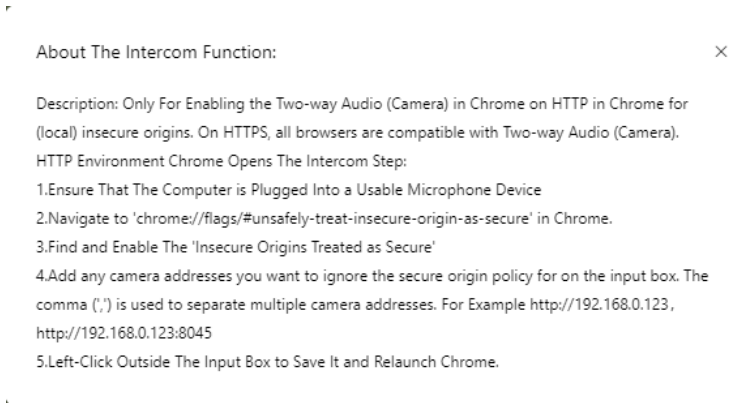 About The Intercom Function:
Description: Only For Enabling the Two-way Audio (Camera) in Chrome on HTTP in Chrome for
(local) insecure origins. On HTTPS, all browsers are compatible with Two-way Audio (Camera).
HTTP Environment Chrome Opens The Intercom Step:
1.Ensure That The Computer is Plugged Into a Usable Microphone Device
2.Navigate to 'chrome://flags/#unsafely-treat-insecure-origin-as-secure' in Chrome.
3.Find and Enable The 'Insecure Origins Treated as Secure'
4.Add any camera addresses you want to ignore the secure origin policy for on the input box. The
comma (',') is used to separate multiple camera addresses. For Example http://192.168.0.123,
http://192.168.0.123:8045
5.Left-Click Outside The Input Box to Save It and Relaunch Chrome.